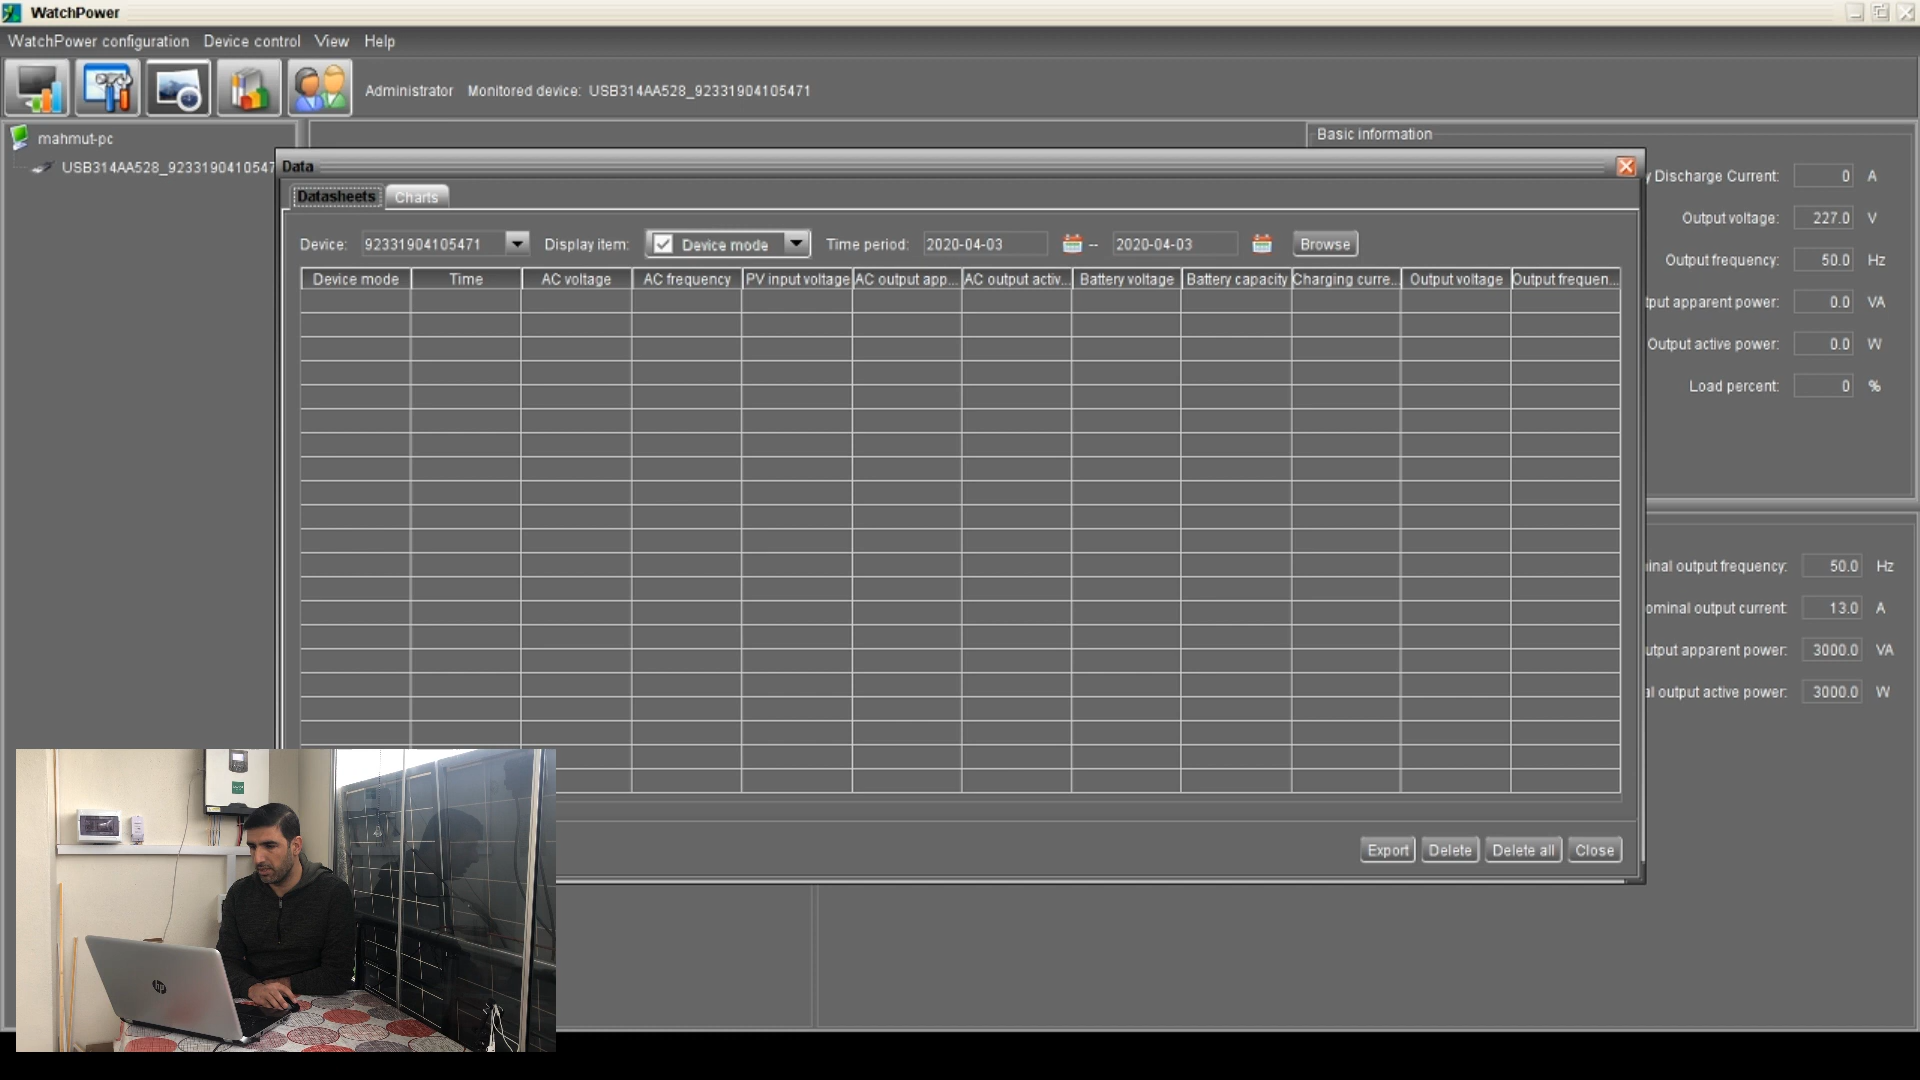 WatchPower
WatchPower configuration Device control View Help
Administrator Monitored device: USB314AA528_92331904105471
mahmut-pc
USB314AA528_9233190410547
Basic information
Discharge Current: 0 A
Output voltage: 227.0 V
Output frequency: 50.0 Hz
tput apparent power: 0.0 VA
Output active power: 0.0 W
Load percent: 0 %
Data
Datasheets Charts
Device: 92331904105471 Display item: Device mode Time period: 2020-04-03 -- 2020-04-03 Browse
Device mode Time AC voltage AC frequency PV input voltage AC output app... AC output activ... Battery voltage Battery capacity Charging curre... Output voltage Output frequen...
inal output frequency: 50.0 Hz
ominal output current: 13.0 A
utput apparent power: 3000.0 VA
al output active power: 3000.0 W
Export Delete Delete all Close
hp